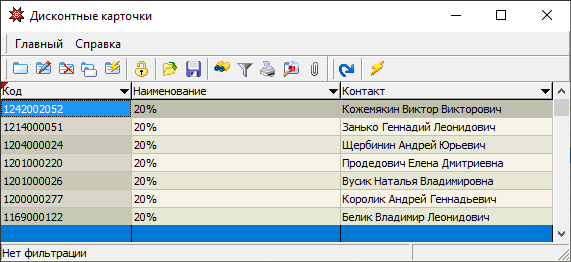 Дисконтные карточки
Главный Справка
Код Наименование Контакт
1242002052 20% Кожемякин Виктор Викторович
1214000051 20% Занько Геннадий Леонидович
1204000024 20% Щербинин Андрей Юрьевич
1201000220 20% Продедович Елена Дмитриевна
1201000026 20% Вусик Наталья Владимировна
1200000277 20% Королик Андрей Геннадьевич
1169000122 20% Белик Владимир Леонидович
Нет фильтрации